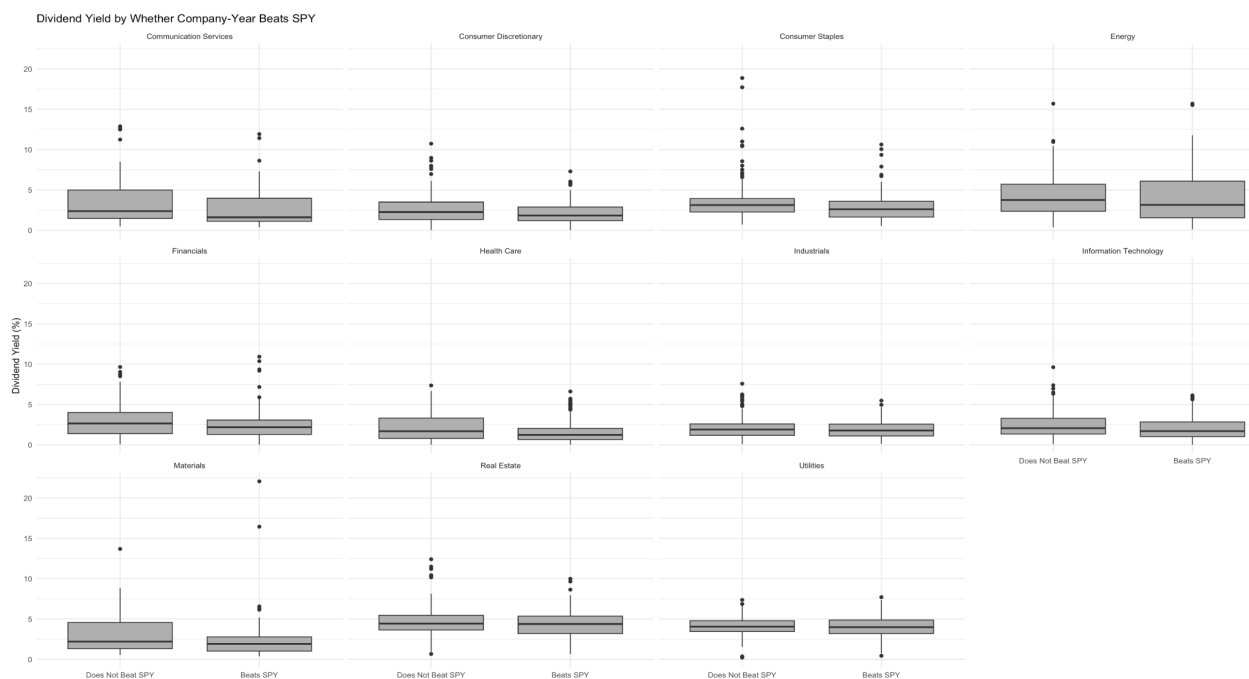 Dividend Yield by Whether Company-Year Beats SPY
Communication Services Consumer Discretionary Consumer Staples Energy
20
15
10
5
0
Financials Health Care Industrials Information Technology
20
15
10
5
0
Does Not Beat SPY Beats SPY
Materials Real Estate Utilities
20
15
10
5
0
Does Not Beat SPY Beats SPY Does Not Beat SPY Beats SPY Does Not Beat SPY Beats SPY
Dividend Yield (%)